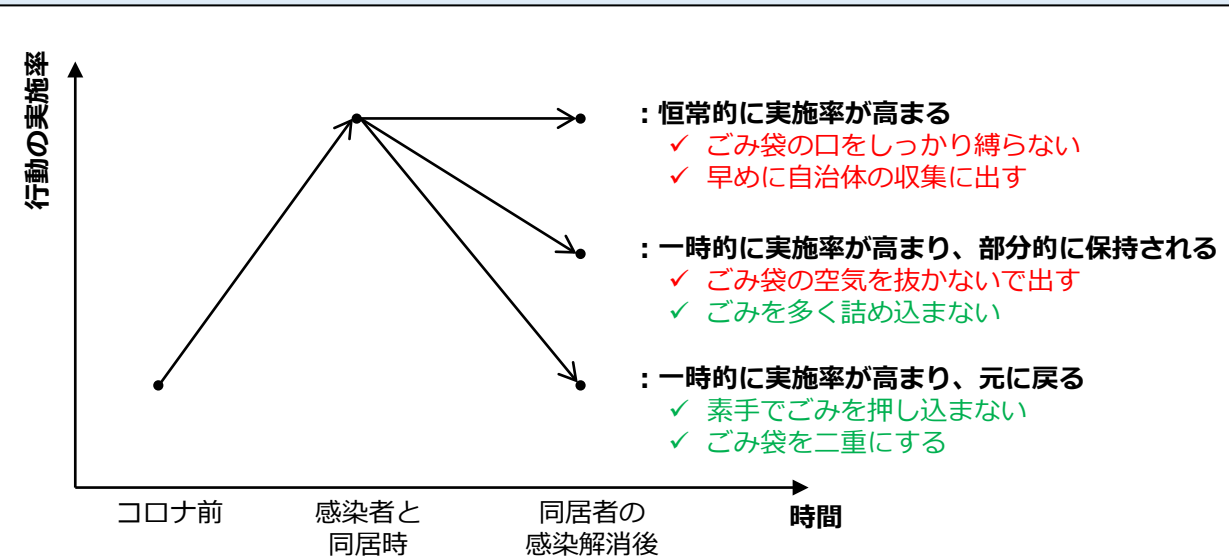 行動の実施率
：恒常的に実施率が高まる
✓ ごみ袋の口をしっかり縛らない
✓ 早めに自治体の収集に出す
：一時的に実施率が高まり、部分的に保持される
✓ ごみ袋の空気を抜かないで出す
✓ ごみを多く詰め込まない
：一時的に実施率が高まり、元に戻る
✓ 素手でごみを押し込まない
✓ ごみ袋を二重にする
コロナ前
感染者と
同居時
同居者の
感染解消後
時間